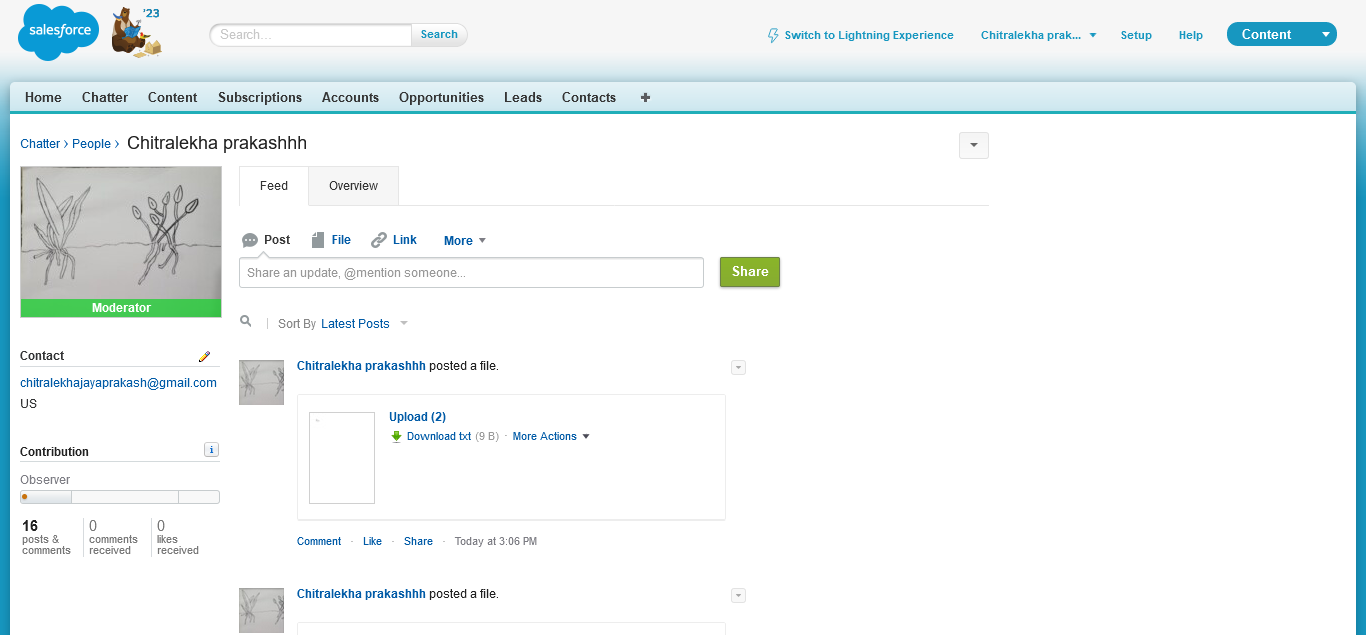 salesforce
'23
Search...
Search
Switch to Lightning Experience
Chitralekha prak...
Setup
Help
Content
Home Chatter Content Subscriptions Accounts Opportunities Leads Contacts +
Chatter › People › Chitralekha prakashhh
Moderator
Contact
chitralekhajayaprakash@gmail.com
US
Contribution
i
Observer
16 posts & comments
0 comments received
0 likes received
Feed Overview
Post File Link More
Share an update, @mention someone...
Share
Sort By Latest Posts
Chitralekha prakashhh posted a file.
Upload (2)
Download txt (9 B) · More Actions
Comment · Like · Share · Today at 3:06 PM
Chitralekha prakashhh posted a file.